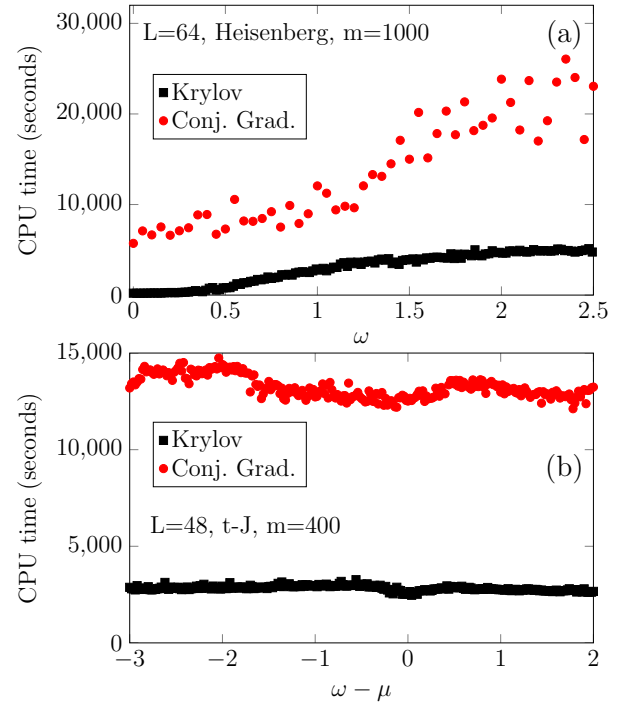 L=64, Heisenberg, m=1000
(a)
Krylov
Conj. Grad.
CPU time (seconds)
30,000
20,000
10,000
0
0 0.5 1 1.5 2 2.5
ω
15,000
10,000
5,000
0
CPU time (seconds)
Krylov
Conj. Grad.
(b)
L=48, t-J, m=400
−3 −2 −1 0 1 2
ω − μ